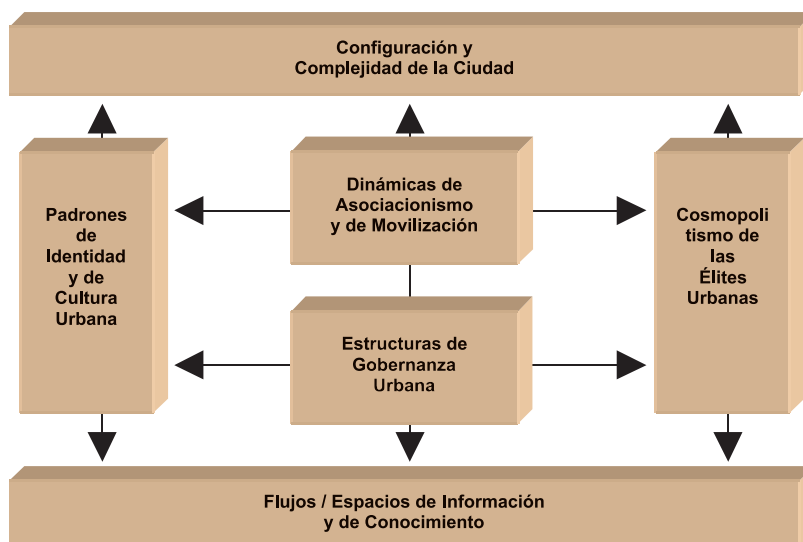 Configuración y
Complejidad de la Ciudad
Padrones
de
Identidad
y de
Cultura
Urbana
Dinámicas de
Asociacionismo
y de Movilización
Cosmopoli
tismo de
las
Élites
Urbanas
Estructuras de
Gobernanza
Urbana
Flujos / Espacios de Información
y de Conocimiento